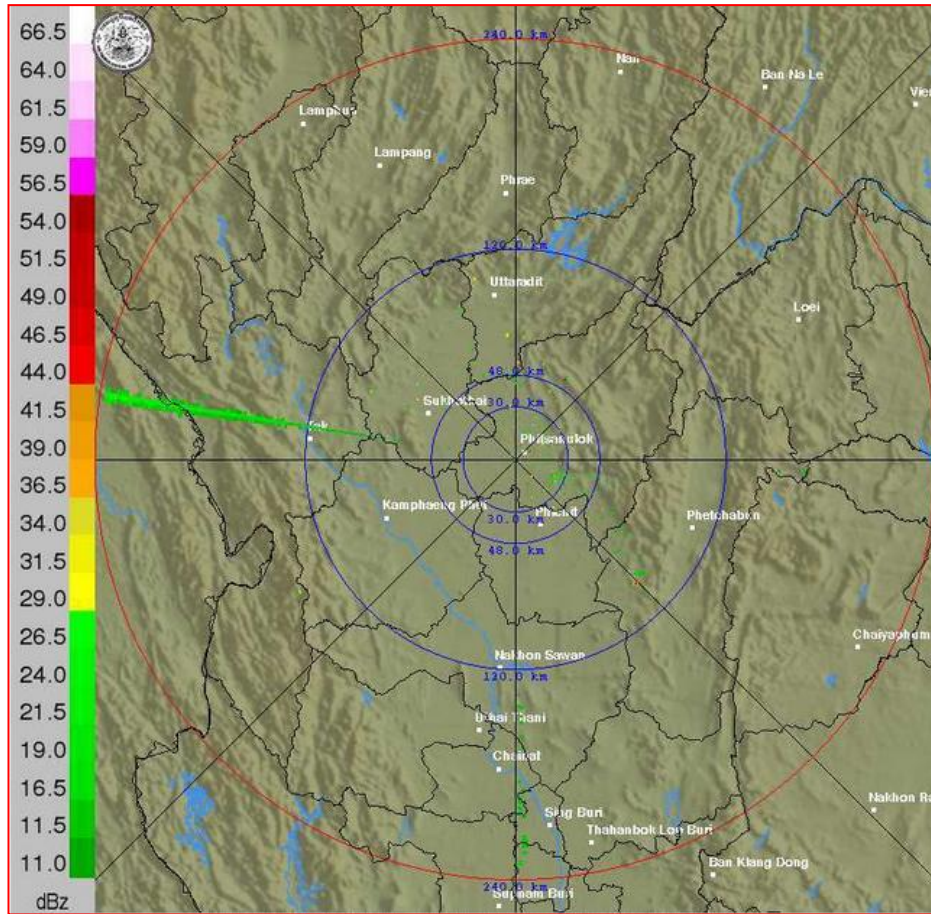 66.5
64.0
61.5
59.0
56.5
54.0
51.5
49.0
46.5
44.0
41.5
39.0
36.5
34.0
31.5
29.0
26.5
24.0
21.5
19.0
16.5
11.5
11.0
dBz
240.0 km
Nan
Ban Na Le
Lamphun
Lampang
Phrae
120.0 km
Uttaradit
Loei
48.0 km
30.0 km
Sukhothai
Tak
Phitsanulok
Kamphaeng Phet
Phichit
Phetchabun
30.0 km
48.0 km
Chaiyaphum
Nakhon Sawan
120.0 km
Uthai Thani
Chainat
Sing Buri
Nakhon Ra
Thahanbok Lop Buri
Ban Klang Dong
240.0 km
Suphan Buri